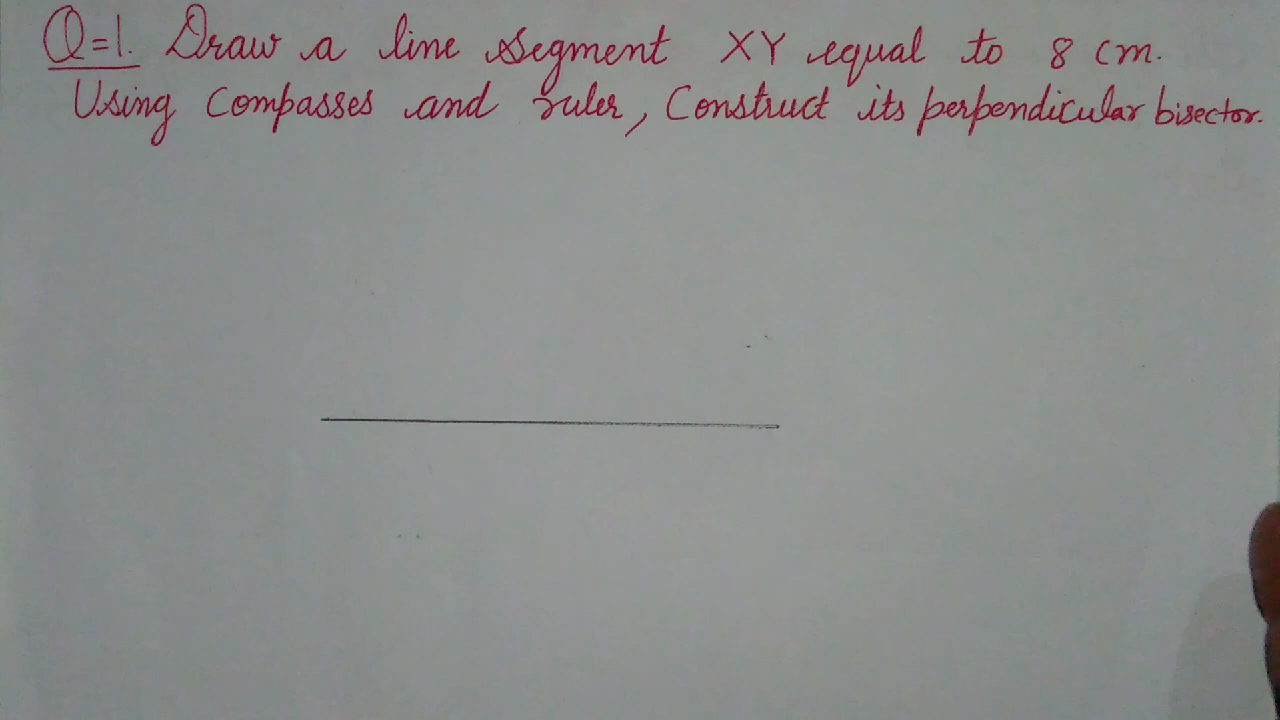 Q=1. Draw a line segment XY equal to 8 cm.
Using Compasses and ruler, Construct its perpendicular bisector.